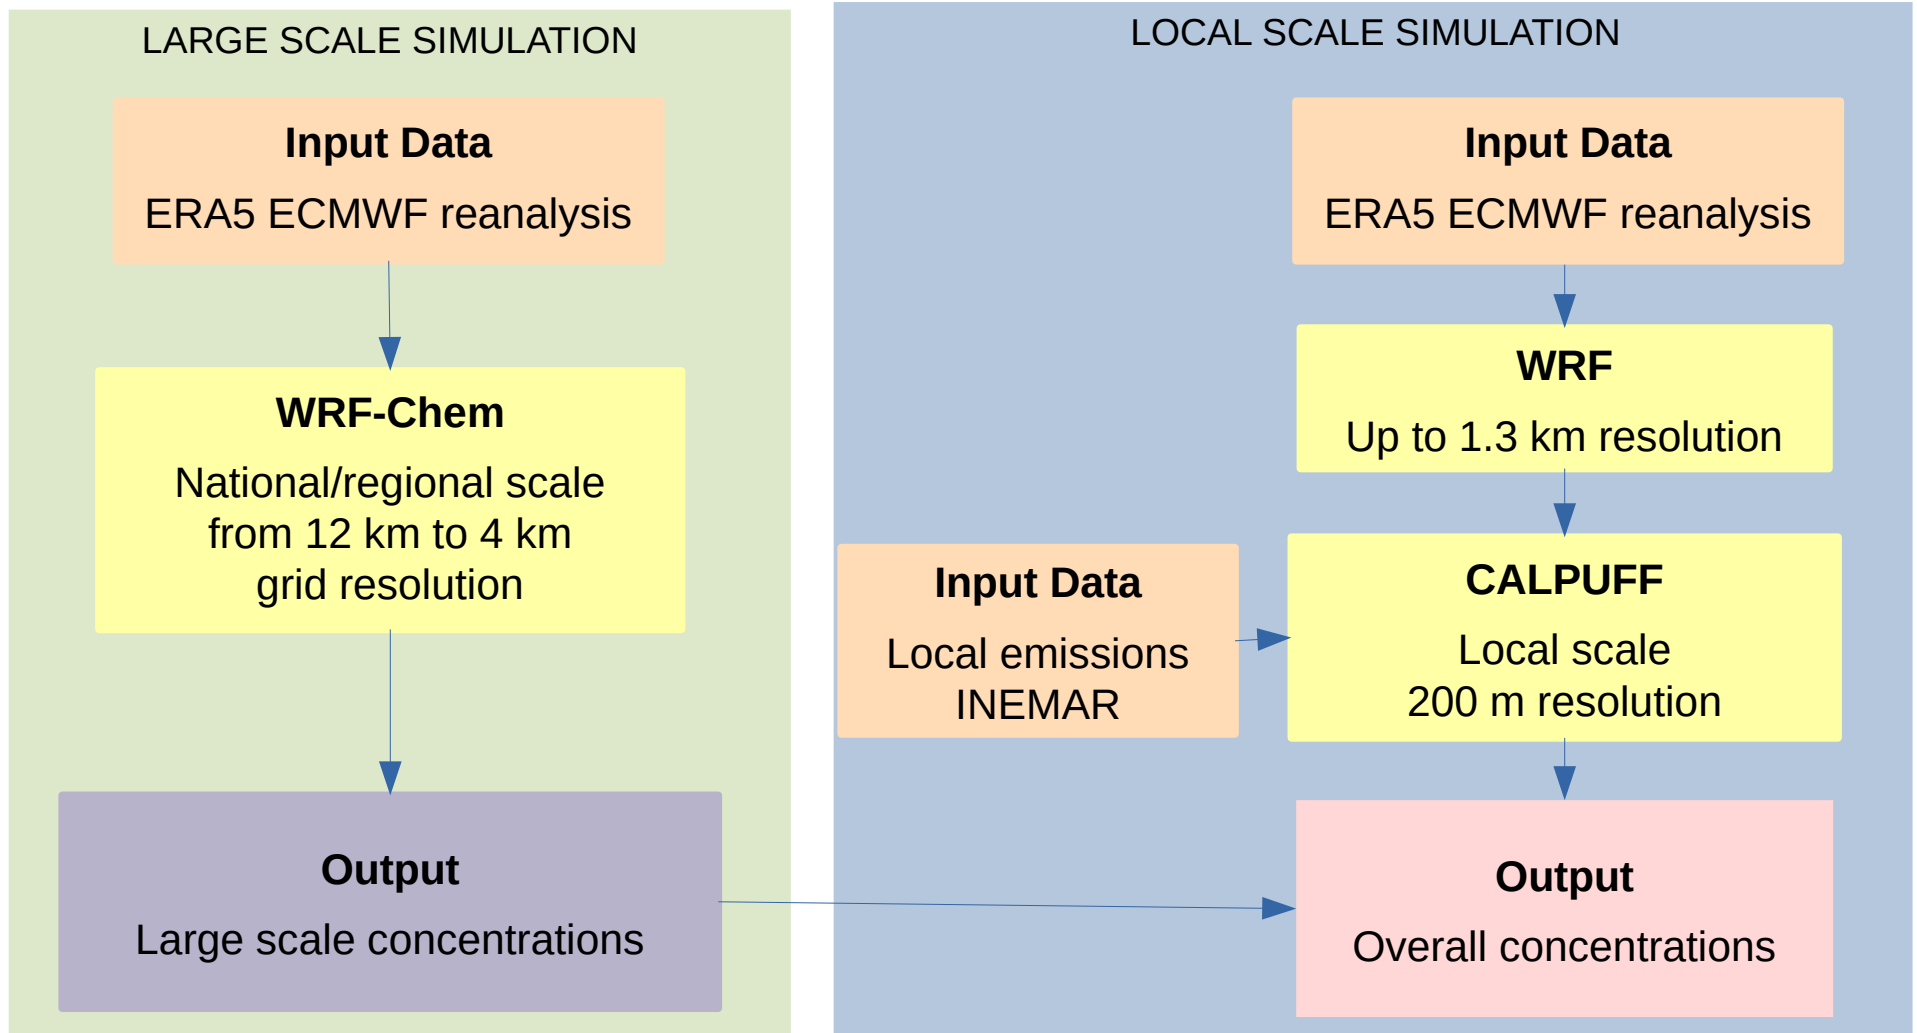 LARGE SCALE SIMULATION
Input Data
ERA5 ECMWF reanalysis
WRF-Chem
National/regional scale
from 12 km to 4 km
grid resolution
Output
Large scale concentrations
LOCAL SCALE SIMULATION
Input Data
ERA5 ECMWF reanalysis
WRF
Up to 1.3 km resolution
Input Data
Local emissions
INEMAR
CALPUFF
Local scale
200 m resolution
Output
Overall concentrations